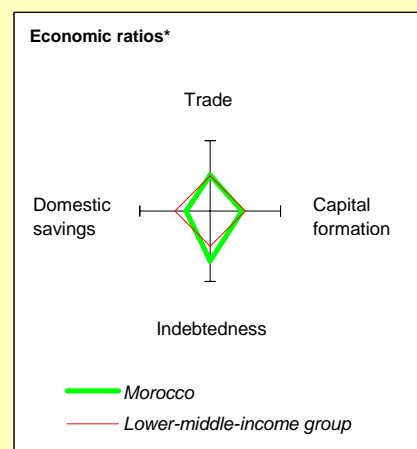 Economic ratios*
Trade
Domestic
savings
Capital
formation
Indebtedness
Morocco
Lower-middle-income group